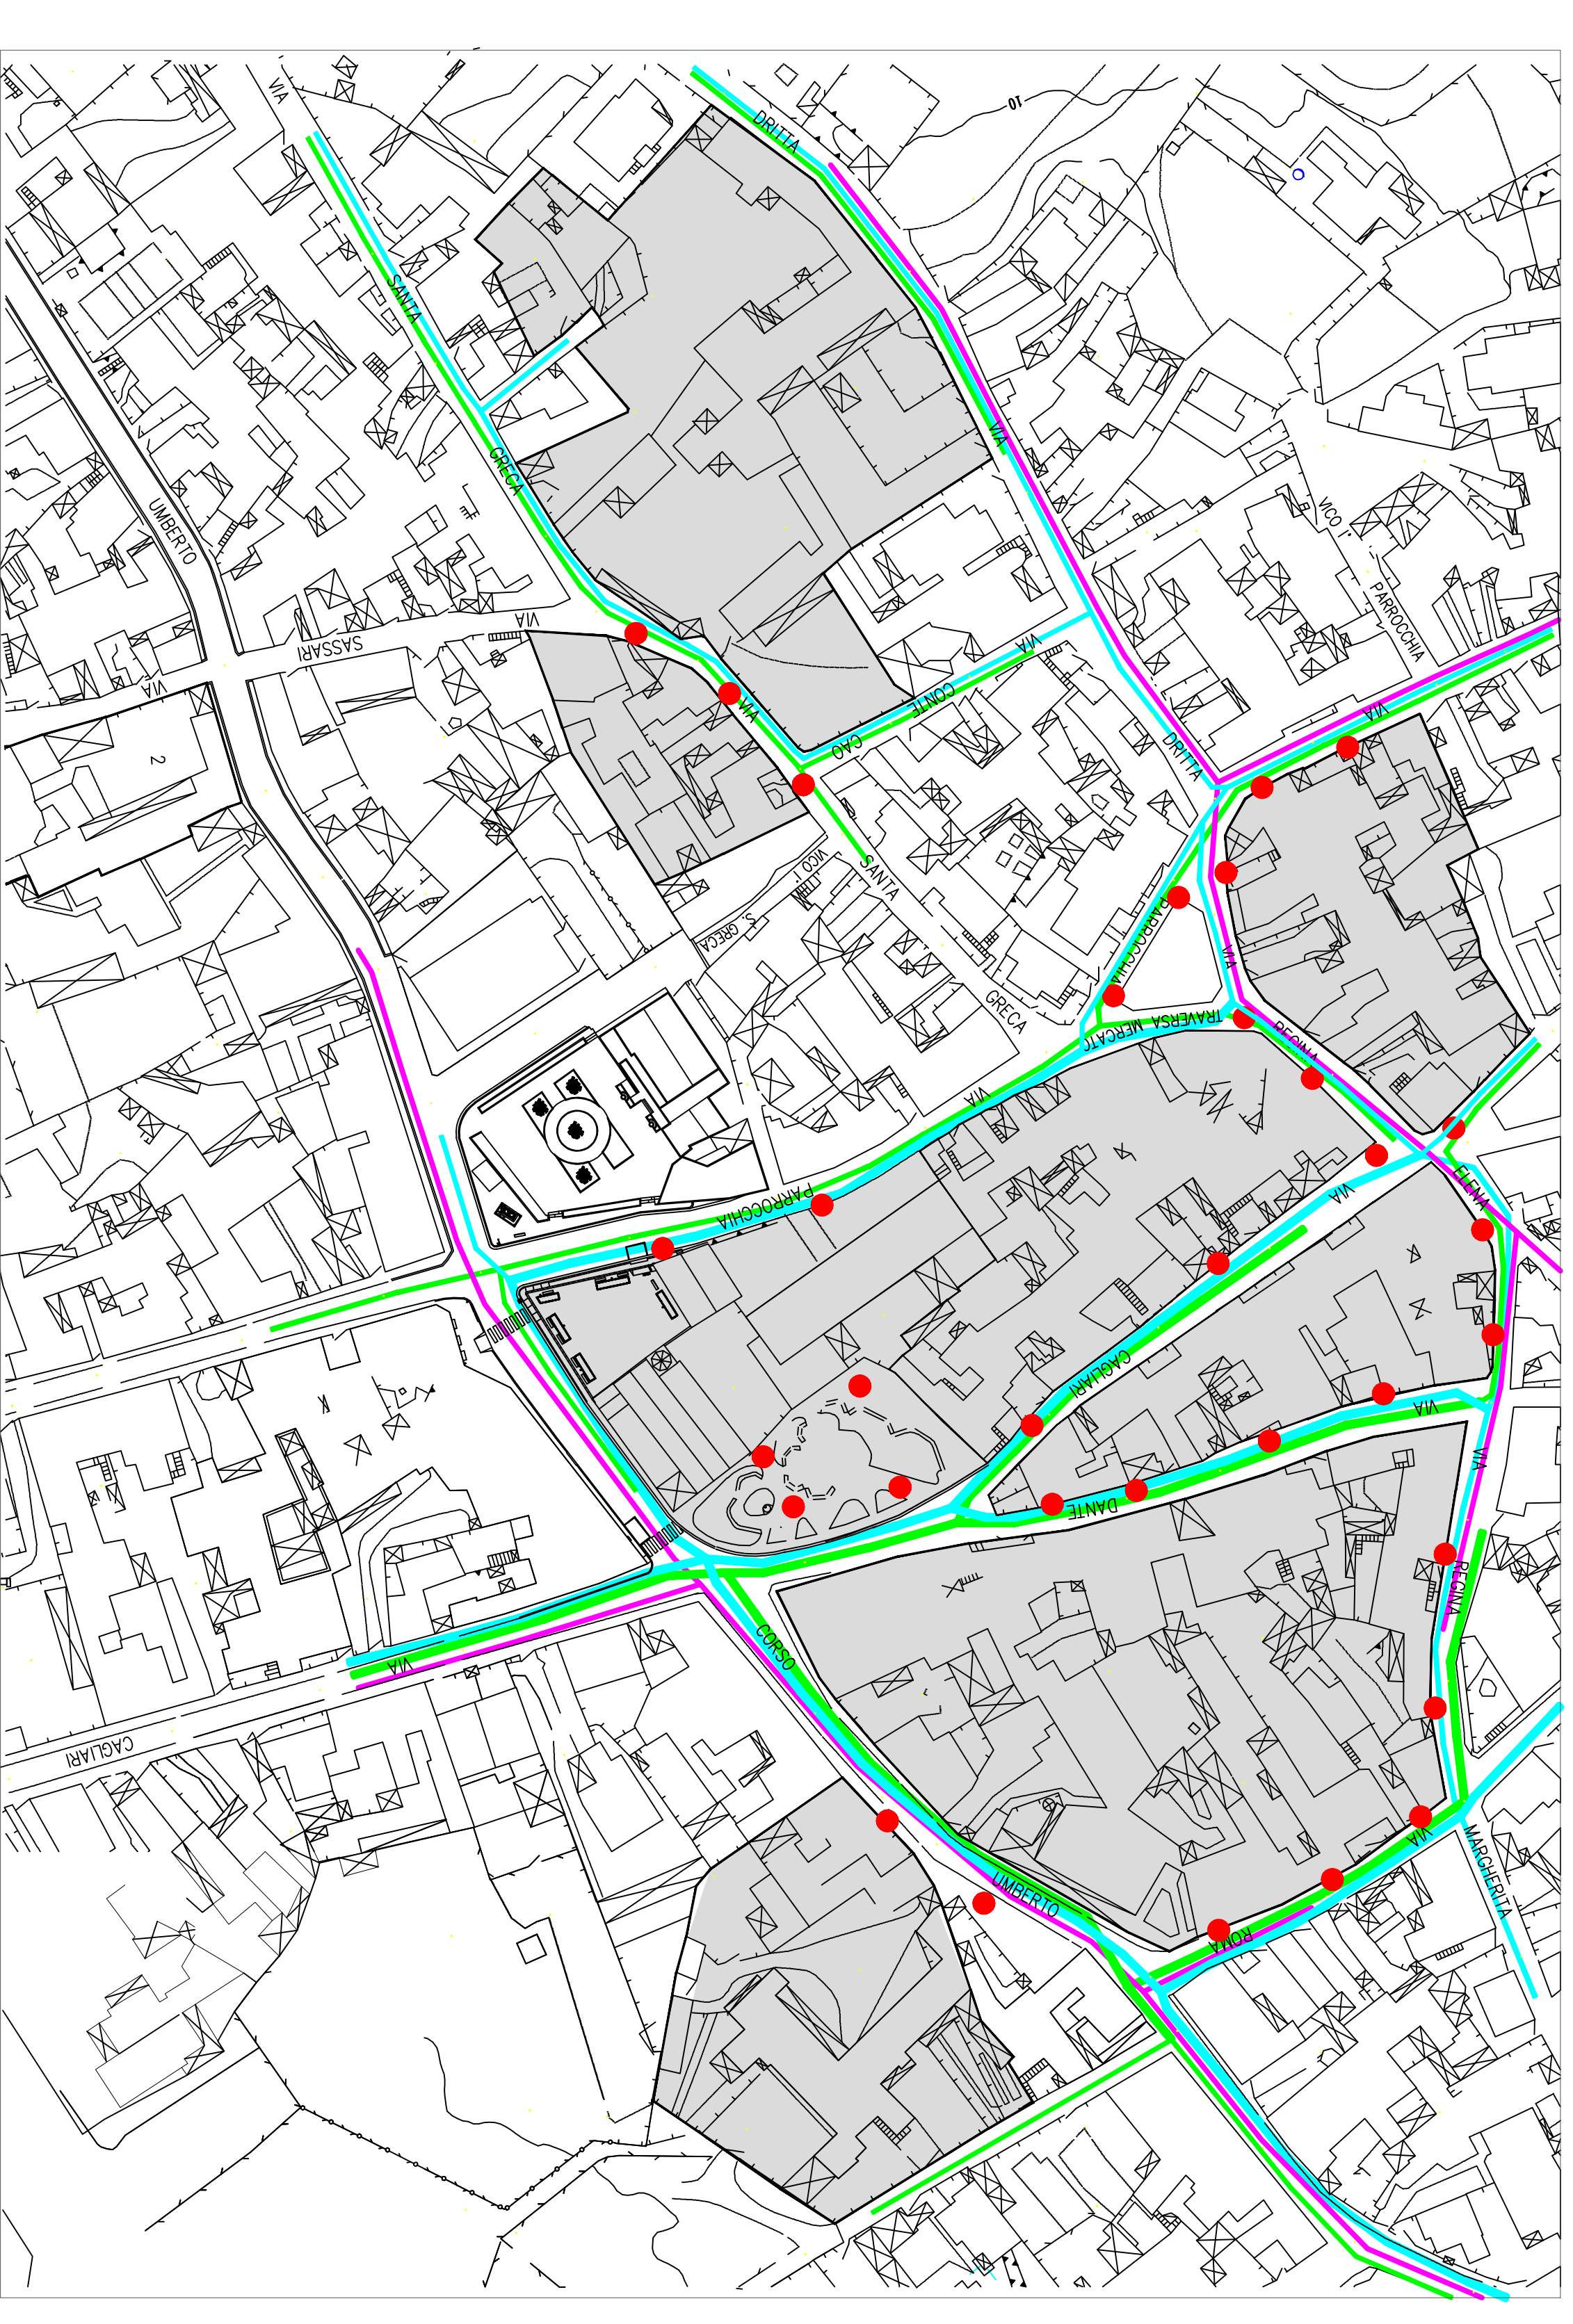 VIA
DRITTA
10
SANTA
GRECA
VIA
UMBERTO
VICO I°
PARROCCHIA
VIA
SASSARI
VIA
VIA
CONTE
CAO
VIA
DRITTA
VIA
VIA
2
VICO I°
S. GRECA
SANTA
GRECA
PARROCCHIA
VIA
TRAVERSA MERCATO
REGINA
VIA
PARROCCHIA
VIA
ELENA
CAGLIARI
VIA
DANTE
VIA
REGINA
CORSO
VIA
CAGLIARI
UMBERTO
VIA
ROMA
MARGHERITA